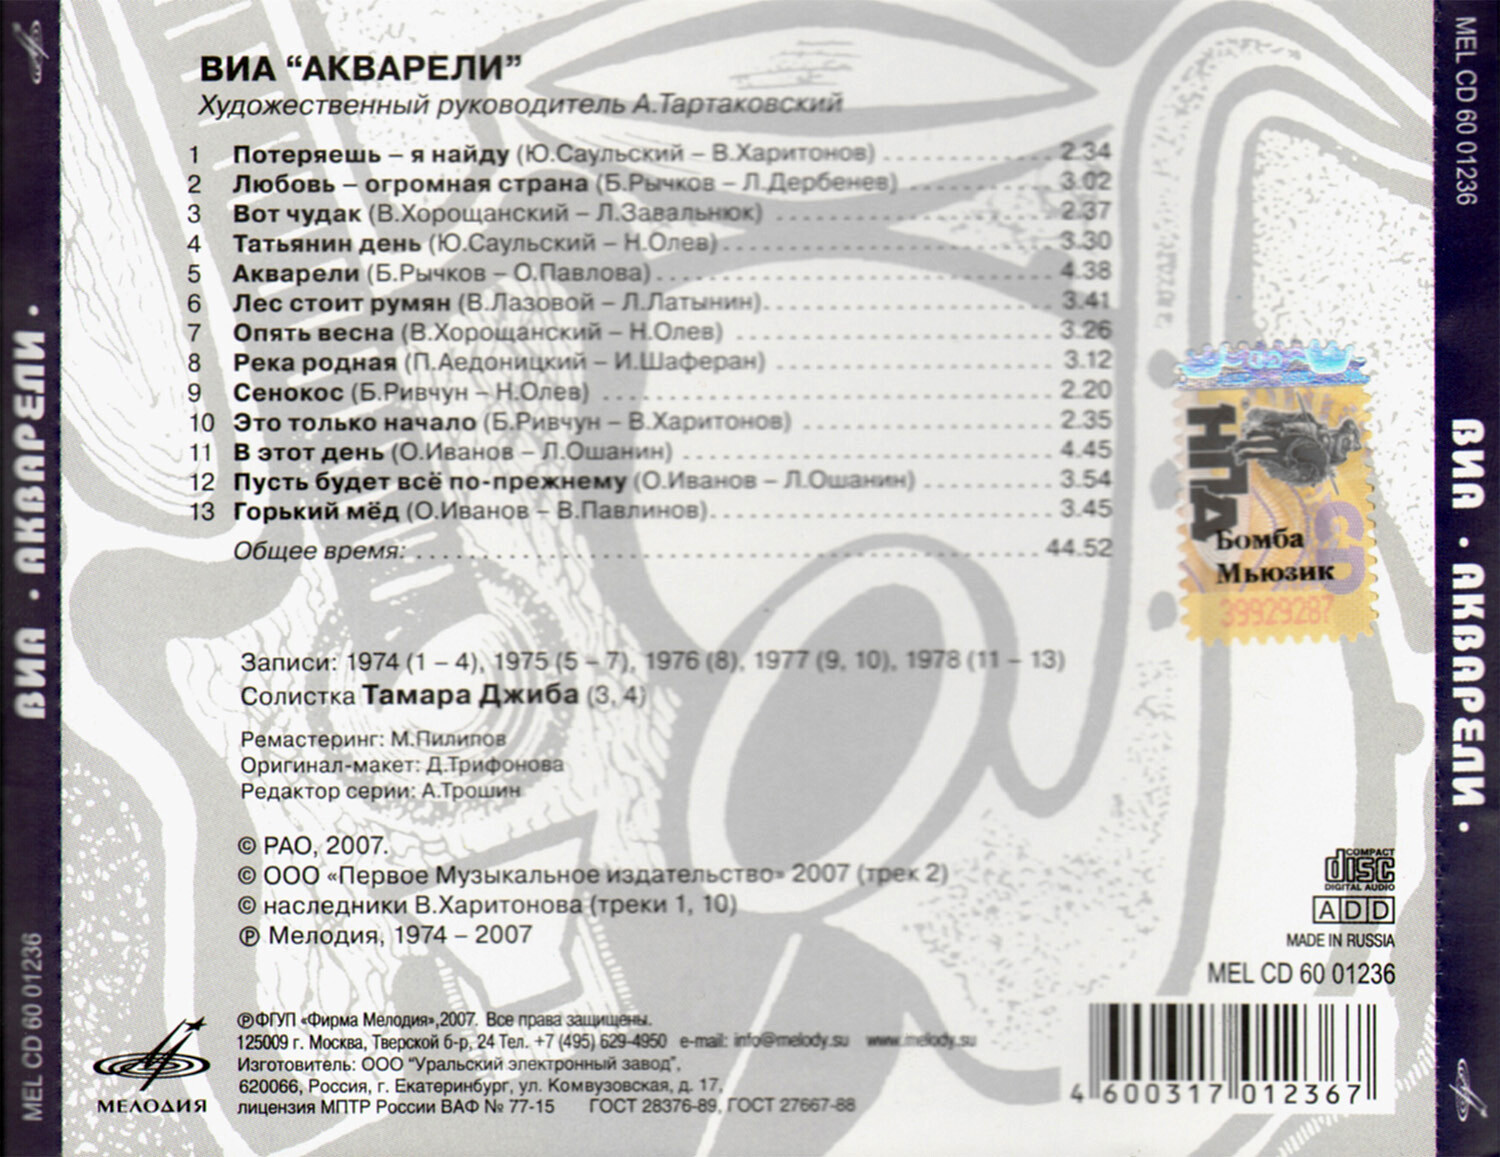 ВИА “АКВАРЕЛИ”
Художественный руководитель А.Тартаковский
1 Потеряешь – я найду (Ю.Саульский – В.Харитонов) 2.34
2 Любовь – огромная страна (Б.Рычков – Л.Дербенев) 3.02
3 Вот чудак (В.Хорощанский – Л.Завальнюк) 2.37
4 Татьянин день (Ю.Саульский – Н.Олев) 3.30
5 Акварели (Б.Рычков – О.Павлова) 4.38
6 Лес стоит румян (В.Лазовой – Л.Латынин) 3.41
7 Опять весна (В.Хорощанский – Н.Олев) 3.26
8 Река родная (П.Аедоницкий – И.Шаферан) 3.12
9 Сенокос (Б.Ривчун – Н.Олев) 2.20
10 Это только начало (Б.Ривчун – В.Харитонов) 2.35
11 В этот день (О.Иванов – Л.Ошанин) 4.45
12 Пусть будет всё по-прежнему (О.Иванов – Л.Ошанин) 3.54
13 Горький мёд (О.Иванов – В.Павлинов) 3.45
Общее время: 44.52
Записи: 1974 (1 – 4), 1975 (5 – 7), 1976 (8), 1977 (9, 10), 1978 (11 – 13)
Солистка Тамара Джиба (3, 4)
Ремастеринг: М.Пилипов
Оригинал-макет: Д.Трифонова
Редактор серии: А.Трошин
© РАО, 2007.
© ООО «Первое Музыкальное издательство» 2007 (трек 2)
© наследники В.Харитонова (треки 1, 10)
℗ Мелодия, 1974 – 2007
℗ФГУП «Фирма Мелодия»,2007. Все права защищены.
125009 г. Москва, Тверской б-р, 24 Тел. +7 (495) 629-4950 e-mail: info@melody.su www.melody.su
Изготовитель: ООО "Уральский электронный завод",
620066, Россия, г. Екатеринбург, ул. Комвузовская, д. 17,
лицензия МПТР России ВАФ № 77-15 ГОСТ 28376-89, ГОСТ 27667-88
МЕЛОДИЯ
НПД
CD
Бомба
Мьюзик
39929287
COMPACT
disc
DIGITAL AUDIO
ADD
MADE IN RUSSIA
MEL CD 60 01236
4 600317 012367
MEL CD 60 01236
ВИА • АКВАРЕЛИ •
MEL CD 60 01236
ВИА • АКВАРЕЛИ •